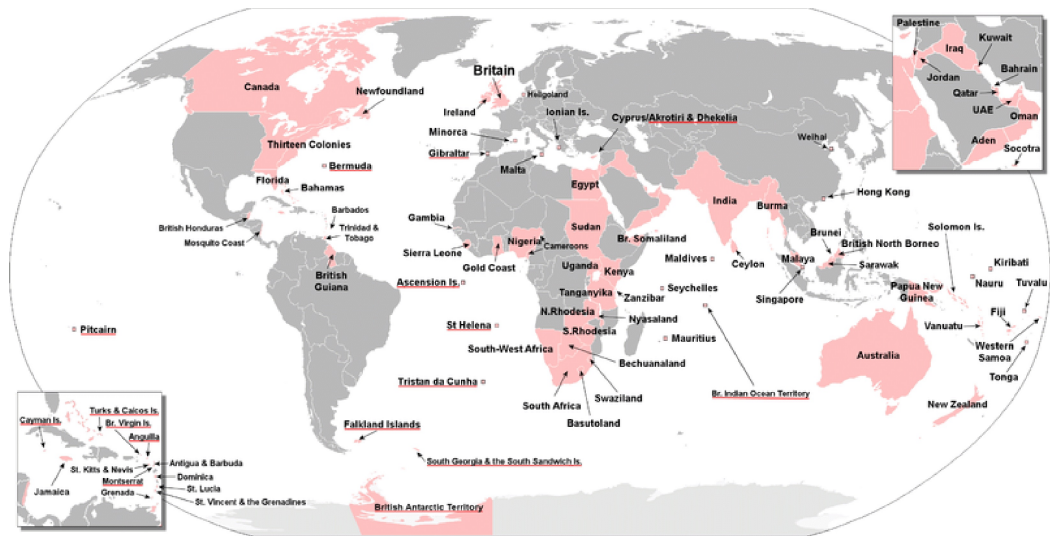 Canada
Newfoundland
Thirteen Colonies
Bermuda
Florida
Bahamas
British Honduras
Mosquito Coast
Barbados
Trinidad &
Tobago
British
Guiana
Pitcairn
Britain
Ireland
Heligoland
Ionian Is.
Minorca
Gibraltar
Malta
Cyprus/Akrotiri & Dhekelia
Egypt
Gambia
Sierra Leone
Gold Coast
Nigeria
Cameroons
Sudan
Br. Somaliland
Uganda
Kenya
Tanganyika
Zanzibar
N.Rhodesia
Nyasaland
S.Rhodesia
South-West Africa
Bechuanaland
Swaziland
South Africa
Basutoland
Ascension Is.
St Helena
Tristan da Cunha
Falkland Islands
South Georgia & the South Sandwich Is.
British Antarctic Territory
Maldives
Seychelles
Mauritius
Br. Indian Ocean Territory
India
Burma
Ceylon
Weihai
Hong Kong
Brunei
British North Borneo
Malaya
Sarawak
Singapore
Solomon Is.
Kiribati
Nauru
Papua New
Guinea
Tuvalu
Fiji
Vanuatu
Western
Samoa
Tonga
Australia
New Zealand
Palestine
Iraq
Kuwait
Jordan
Bahrain
Qatar
UAE
Oman
Aden
Socotra
Cayman Is.
Turks & Caicos Is.
Br. Virgin Is.
Anguilla
St. Kitts & Nevis
Antigua & Barbuda
Montserrat
Dominica
Jamaica
Grenada
St. Lucia
St. Vincent & the Grenadines